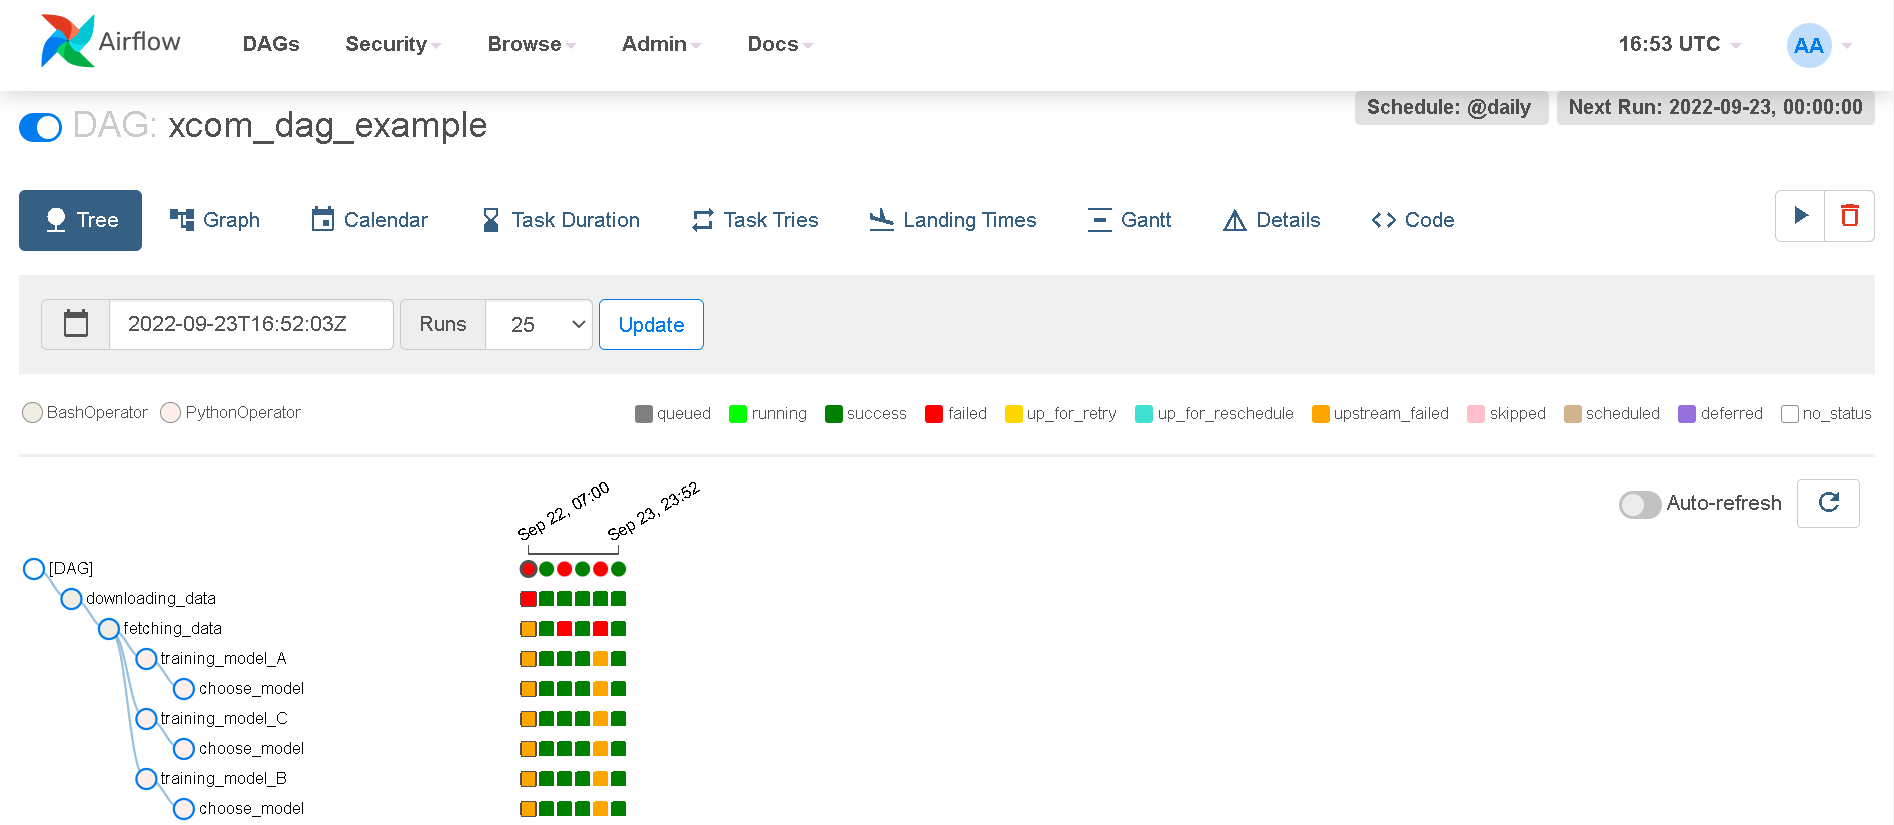 Airflow DAGs Security Browse Admin Docs 16:53 UTC AA
DAG: xcom_dag_example Schedule: @daily Next Run: 2022-09-23, 00:00:00
Tree Graph Calendar Task Duration Task Tries Landing Times Gantt Details <> Code
2022-09-23T16:52:03Z Runs 25 Update
BashOperator PythonOperator queued running success failed up_for_retry up_for_reschedule upstream_failed skipped scheduled deferred no_status
Sep 22, 07:00
Sep 23, 23:52
Auto-refresh
[DAG]
downloading_data
fetching_data
training_model_A
choose_model
training_model_C
choose_model
training_model_B
choose_model